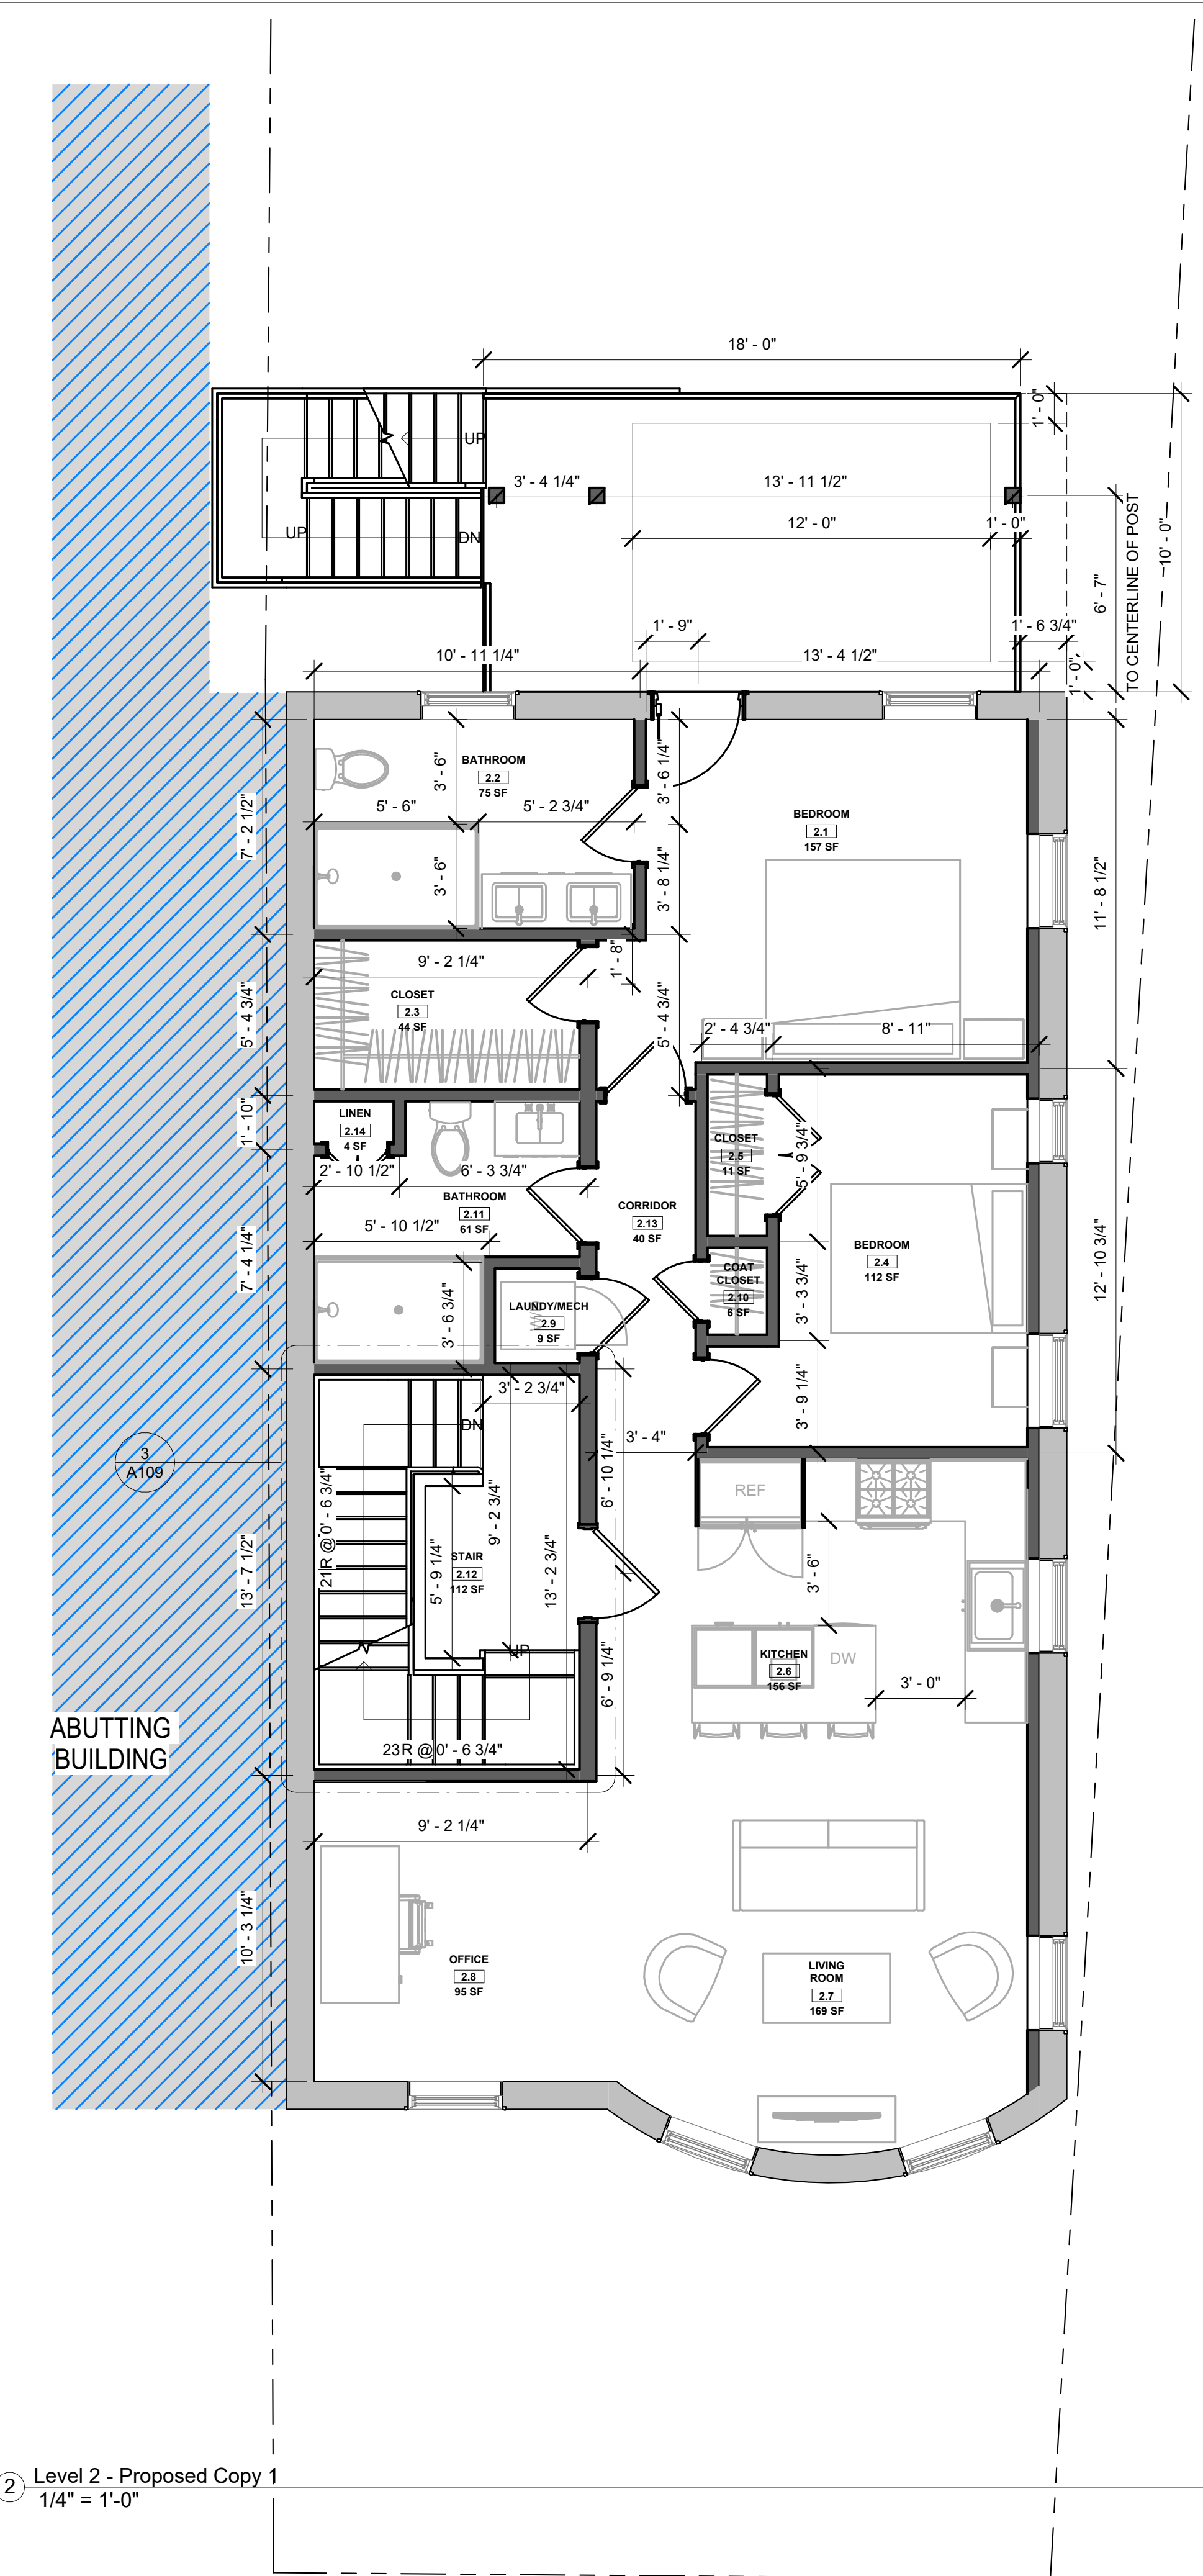 18' - 0"
1' - 0"
UP
3' - 4 1/4"
13' - 11 1/2"
12' - 0"
1' - 0"
UP
DN
TO CENTERLINE OF POST
10' - 0"
6' - 7"
1' - 9"
1' - 6 3/4"
10' - 11 1/4"
13' - 4 1/2"
1' - 0"
BATHROOM
2.2
75 SF
3' - 6"
3' - 6 1/4"
5' - 6"
5' - 2 3/4"
7' - 2 1/2"
BEDROOM
2.1
157 SF
3' - 6"
3' - 8 1/4"
11' - 8 1/2"
9' - 2 1/4"
1' - 8"
CLOSET
2.3
44 SF
5' - 4 3/4"
5' - 4 3/4"
2' - 4 3/4"
8' - 11"
LINEN
2.14
4 SF
1' - 10"
CLOSET
2.5
11 SF
5' - 9 3/4"
2' - 10 1/2"
6' - 3 3/4"
BATHROOM
2.11
61 SF
CORRIDOR
2.13
40 SF
5' - 10 1/2"
7' - 4 1/4"
BEDROOM
2.4
112 SF
12' - 10 3/4"
COAT
CLOSET
2.10
6 SF
3' - 3 3/4"
LAUNDY/MECH
2.9
9 SF
3' - 6 3/4"
3' - 2 3/4"
3' - 9 1/4"
DN
3' - 4"
3
A109
6' - 10 1/4"
REF
21R @ 0' - 6 3/4"
9' - 2 3/4"
13' - 7 1/2"
STAIR
2.12
112 SF
5' - 9 1/4"
13' - 2 3/4"
3' - 6"
UP
KITCHEN
2.6
156 SF
DW
3' - 0"
6' - 9 1/4"
ABUTTING
BUILDING
23R @ 0' - 6 3/4"
9' - 2 1/4"
10' - 3 1/4"
OFFICE
2.8
95 SF
LIVING
ROOM
2.7
169 SF
2
Level 2 - Proposed Copy 1
1/4" = 1'-0"